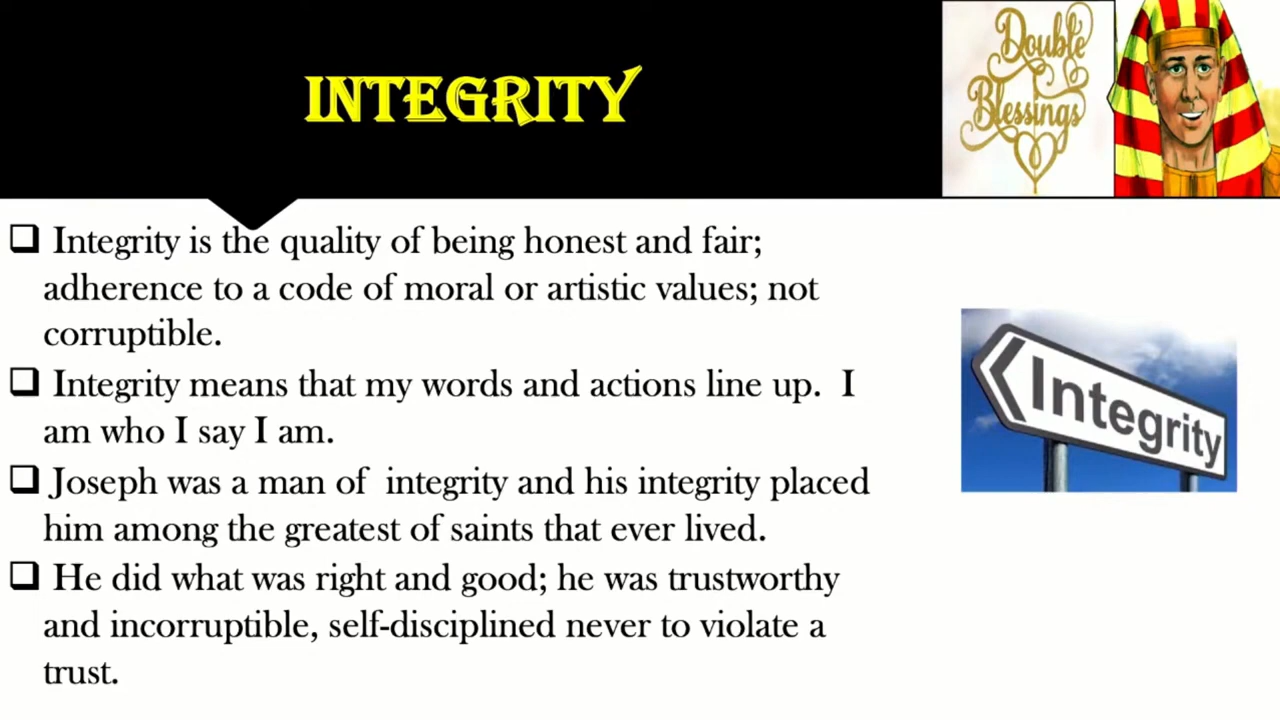 INTEGRITY
Double
Blessings
❑ Integrity is the quality of being honest and fair;
adherence to a code of moral or artistic values; not
corruptible.
❑ Integrity means that my words and actions line up. I
am who I say I am.
❑ Joseph was a man of integrity and his integrity placed
him among the greatest of saints that ever lived.
❑ He did what was right and good; he was trustworthy
and incorruptible, self-disciplined never to violate a
trust.
Integrity